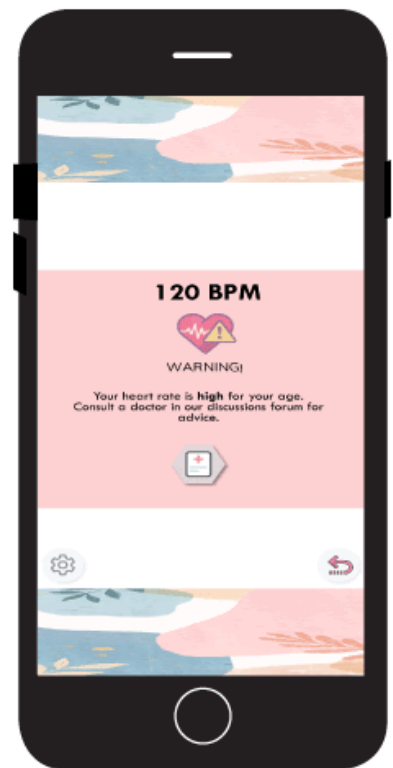 120 BPM
WARNING!
Your heart rate is high for your age.
Consult a doctor in our discussions forum for
advice.